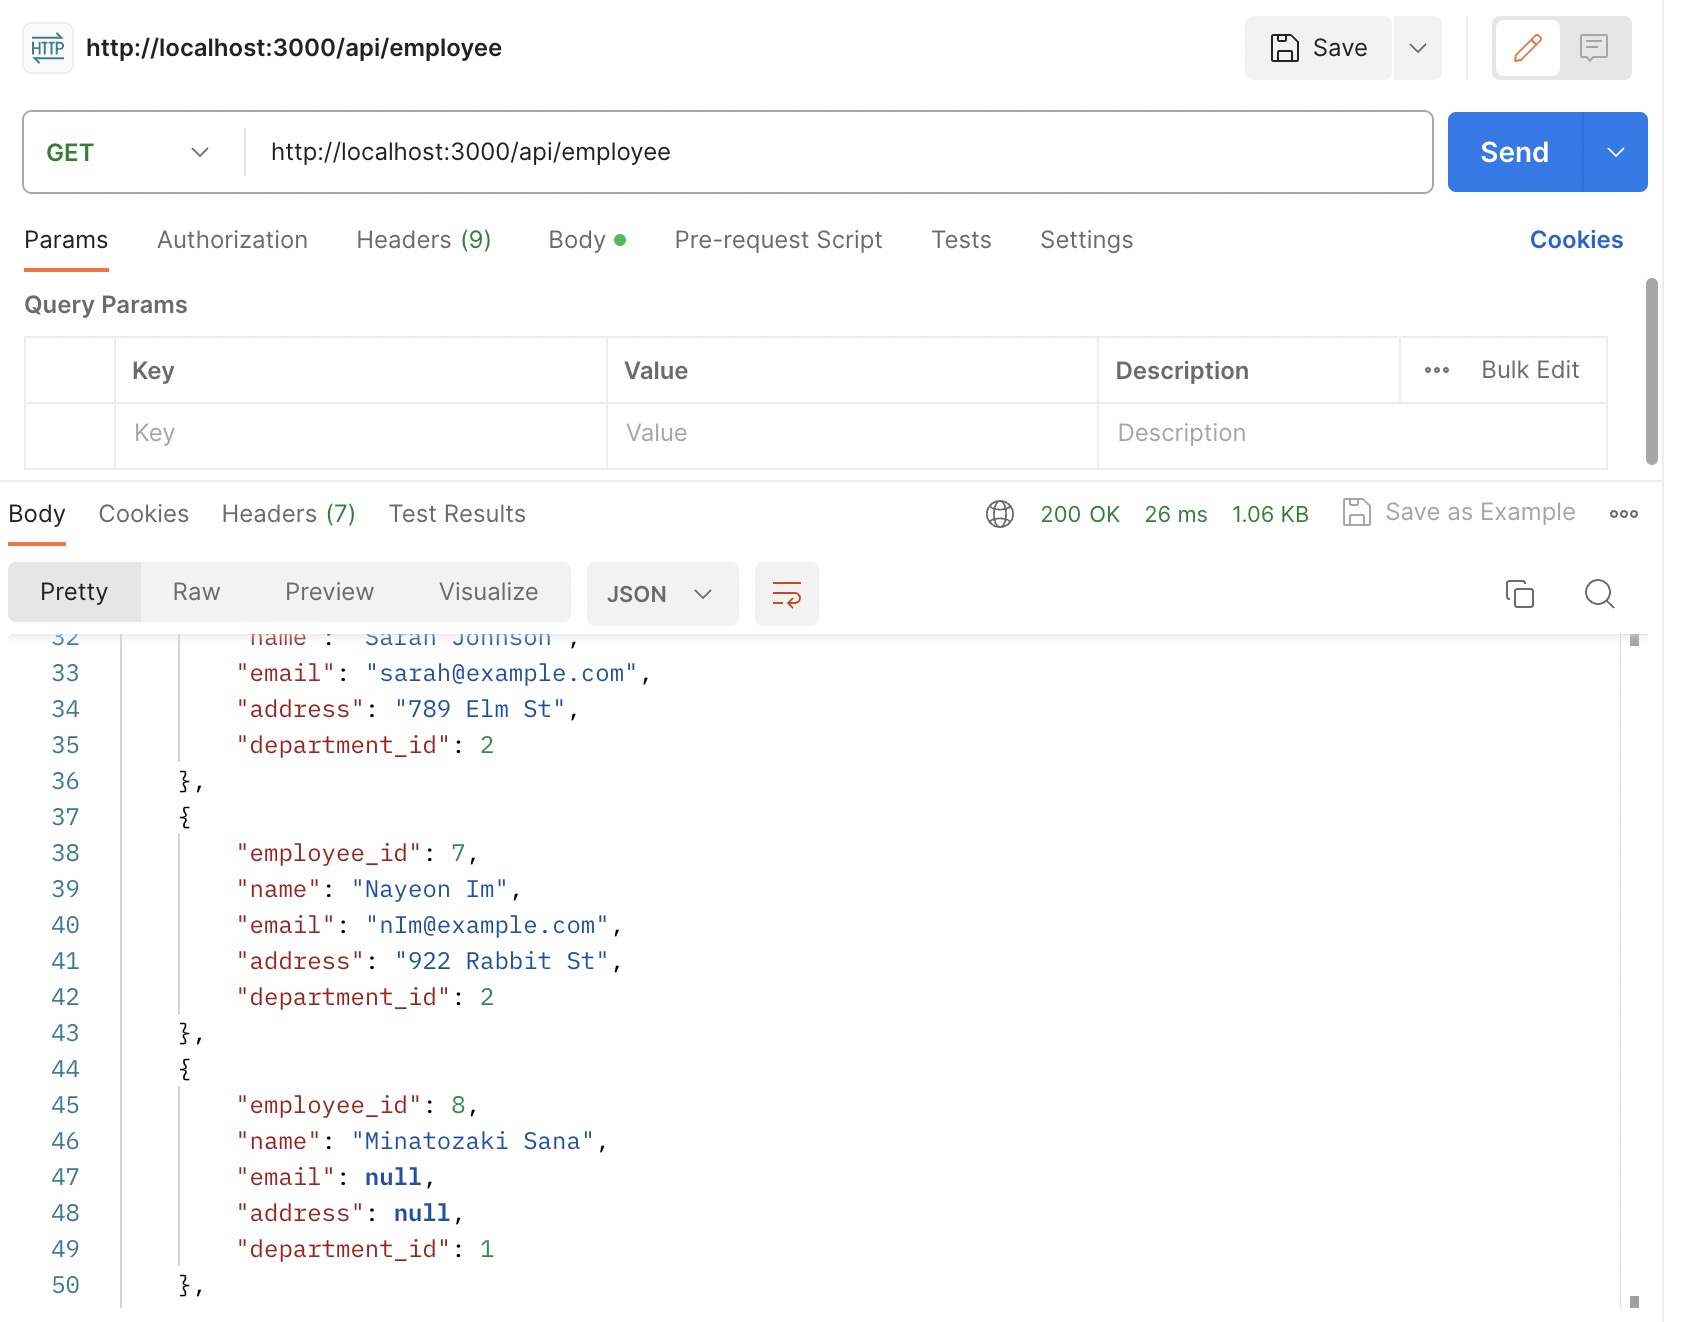 HTTP http://localhost:3000/api/employee Save
GET http://localhost:3000/api/employee Send
Params Authorization Headers (9) Body Pre-request Script Tests Settings Cookies
Query Params
Key Value Description Bulk Edit
Key Value Description
Body Cookies Headers (7) Test Results 200 OK 26 ms 1.06 KB Save as Example
Pretty Raw Preview Visualize JSON
32 "name": "Sarah Johnson",
33 "email": "sarah@example.com",
34 "address": "789 Elm St",
35 "department_id": 2
36 },
37 {
38 "employee_id": 7,
39 "name": "Nayeon Im",
40 "email": "nIm@example.com",
41 "address": "922 Rabbit St",
42 "department_id": 2
43 },
44 {
45 "employee_id": 8,
46 "name": "Minatozaki Sana",
47 "email": null,
48 "address": null,
49 "department_id": 1
50 },